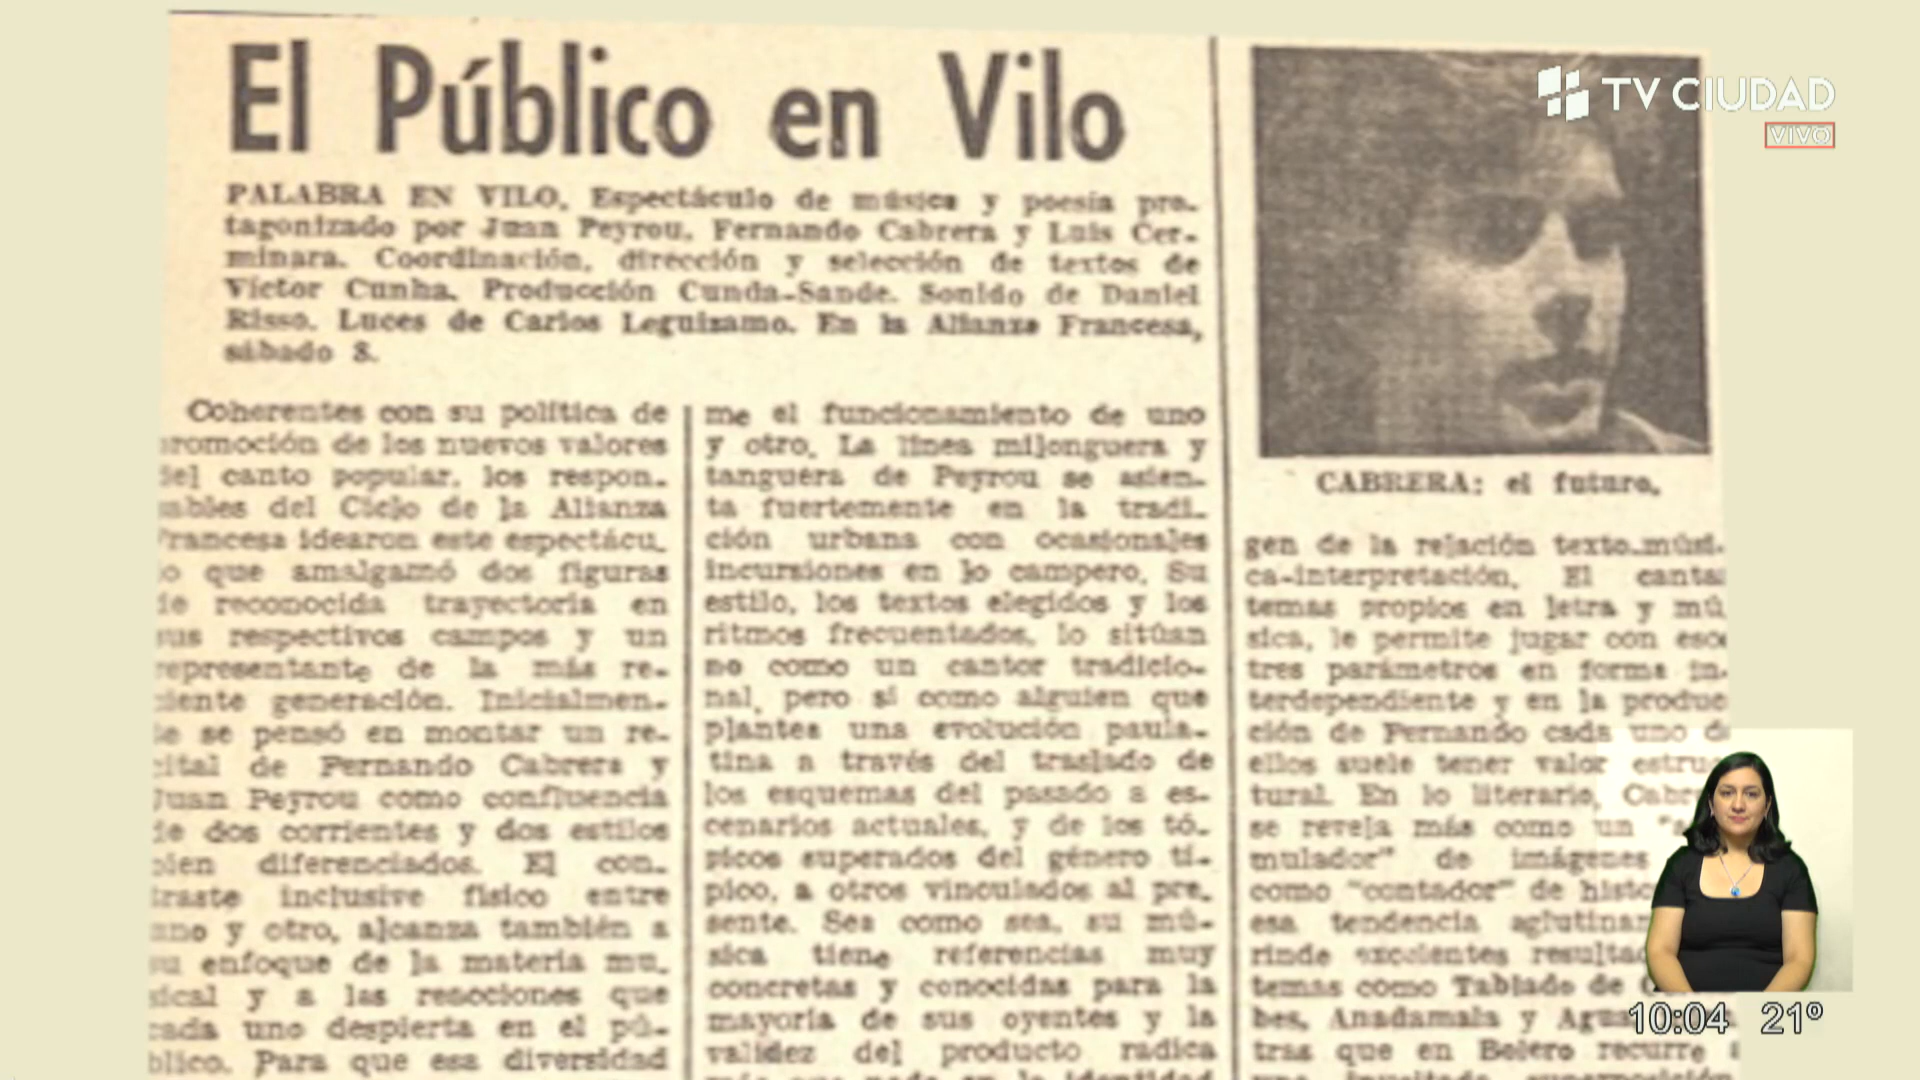 El Público en Vilo
PALABRA EN VILO. Espectáculo de música y poesía pro-
tagonizado por Juan Peyrou, Fernando Cabrera y Luis Cer-
minara. Coordinación, dirección y selección de textos de
Víctor Cunha. Producción Cunda-Sande. Sonido de Daniel
Risso. Luces de Carlos Leguizamo. En la Alianza Francesa,
sábado 8.
Coherentes con su política de
promoción de los nuevos valores
del canto popular, los respon-
sables del Ciclo de la Alianza
Francesa idearon este espectácu-
lo que amalgamó dos figuras
de reconocida trayectoria en
sus respectivos campos y un
representante de la más re-
ciente generación. Inicialmen-
te se pensó en montar un re-
cital de Fernando Cabrera y
Juan Peyrou como confluencia
de dos corrientes y dos estilos
bien diferenciados. El con-
traste inclusive físico entre
uno y otro, alcanza también a
su enfoque de la materia mu-
sical y a las reacciones que
cada uno despierta en el pú-
blico. Para que esa diversidad
me el funcionamiento de uno
y otro. La línea milonguera y
tanguera de Peyrou se asien-
ta fuertemente en la tradi-
ción urbana con ocasionales
incursiones en lo campero. Su
estilo, los textos elegidos y los
ritmos frecuentados, lo sitúan
no como un cantor tradicio-
nal, pero sí como alguien que
plantes una evolución paula-
tina a través del traslado de
los esquemas del pasado a es-
cenarios actuales, y de los tó-
picos superados del género tí-
pico, a otros vinculados al pre-
sente. Sea como sea, su mú-
sica tiene referencias muy
concretas y conocidas para la
mayoría de sus oyentes y la
validez del producto radica
CABRERA: el futuro.
gen de la relación texto-músi-
ca-interpretación. El canta
temas propios en letra y mú
sica, le permite jugar con esos
tres parámetros en forma in-
terdependiente y en la produc
ción de Fernando cada uno de
ellos suele tener valor estruc
tural. En lo literario, Cabr
se revela más como un "a
mulador" de imágenes
como "contador" de histo
esa tendencia aglutinan
rinde excelentes resultad
temas como Tablado de
bes, Anadamala y Agua
tras que en Bolero recurre a
TV CIUDAD
VIVO
10:04 21º